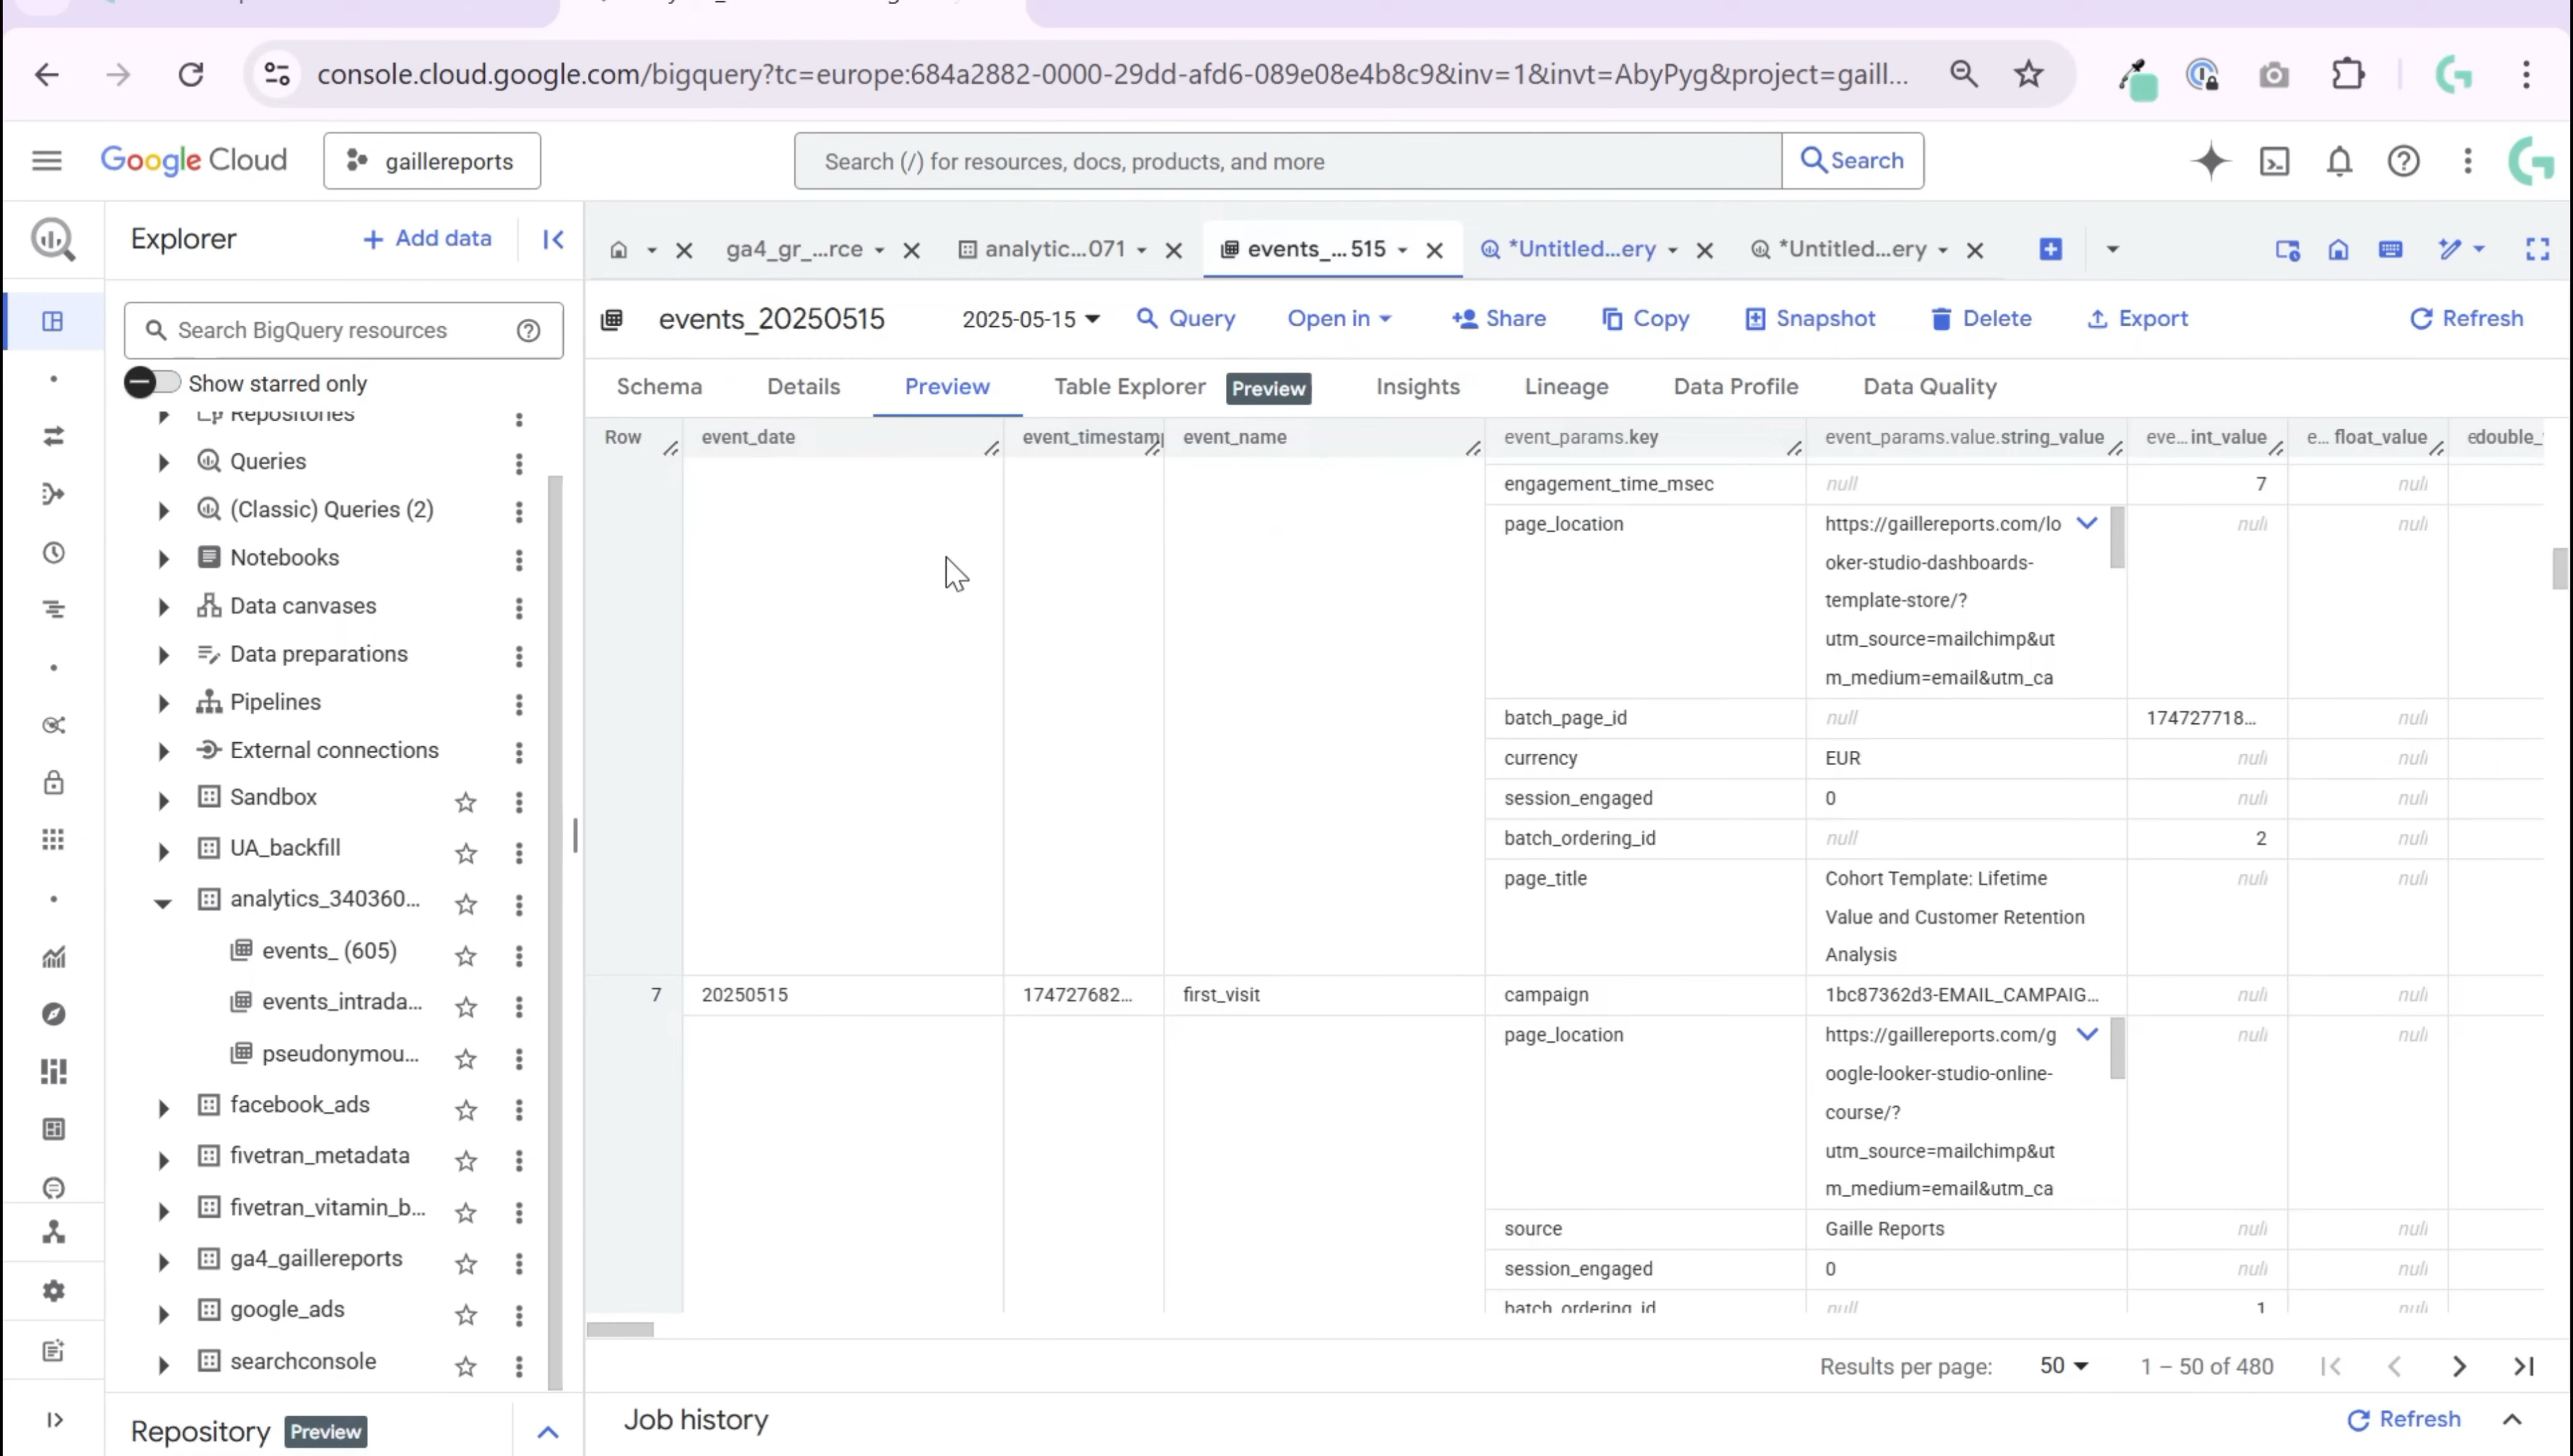 console.cloud.google.com/bigquery?tc=europe:684a2882-0000-29dd-afd6-089e08e4b8c9&inv=1&invt=AbyPyg&project=gaill...
Google Cloud
gaillereports
Search (/) for resources, docs, products, and more
Search
Explorer
+ Add data
ga4_gr_...rce
analytic...071
events_... 515
*Untitled...ery
*Untitled...ery
Search BigQuery resources
events_20250515
2025-05-15
Query
Open in
Share
Copy
Snapshot
Delete
Export
Refresh
Show starred only
Schema
Details
Preview
Table Explorer
Preview
Insights
Lineage
Data Profile
Data Quality
Repositories
Queries
(Classic) Queries (2)
Notebooks
Data canvases
Data preparations
Pipelines
External connections
Sandbox
UA_backfill
analytics_340360...
events_ (605)
events_intrada...
pseudonymou...
facebook_ads
fivetran_metadata
fivetran_vitamin_b...
ga4_gaillereports
google_ads
searchconsole
Repository
Preview
Row event_date event_timestamp event_name event_params.key event_params.value.string_value eve... int_value e... float_value edouble_
engagement_time_msec null 7 null
page_location https://gaillereports.com/lo null null
oker-studio-dashboards-
template-store/?
utm_source=mailchimp&ut
m_medium=email&utm_ca
batch_page_id null 174727718... null
currency EUR null null
session_engaged 0 null null
batch_ordering_id null 2 null
page_title Cohort Template: Lifetime null null
Value and Customer Retention
Analysis
7 20250515 174727682... first_visit campaign 1bc87362d3-EMAIL_CAMPAIG... null null
page_location https://gaillereports.com/g null null
oogle-looker-studio-online-
course/?
utm_source=mailchimp&ut
m_medium=email&utm_ca
source Gaille Reports null null
session_engaged 0 null null
batch_ordering_id null 1 null
Results per page: 50 1 – 50 of 480
Job history
Refresh